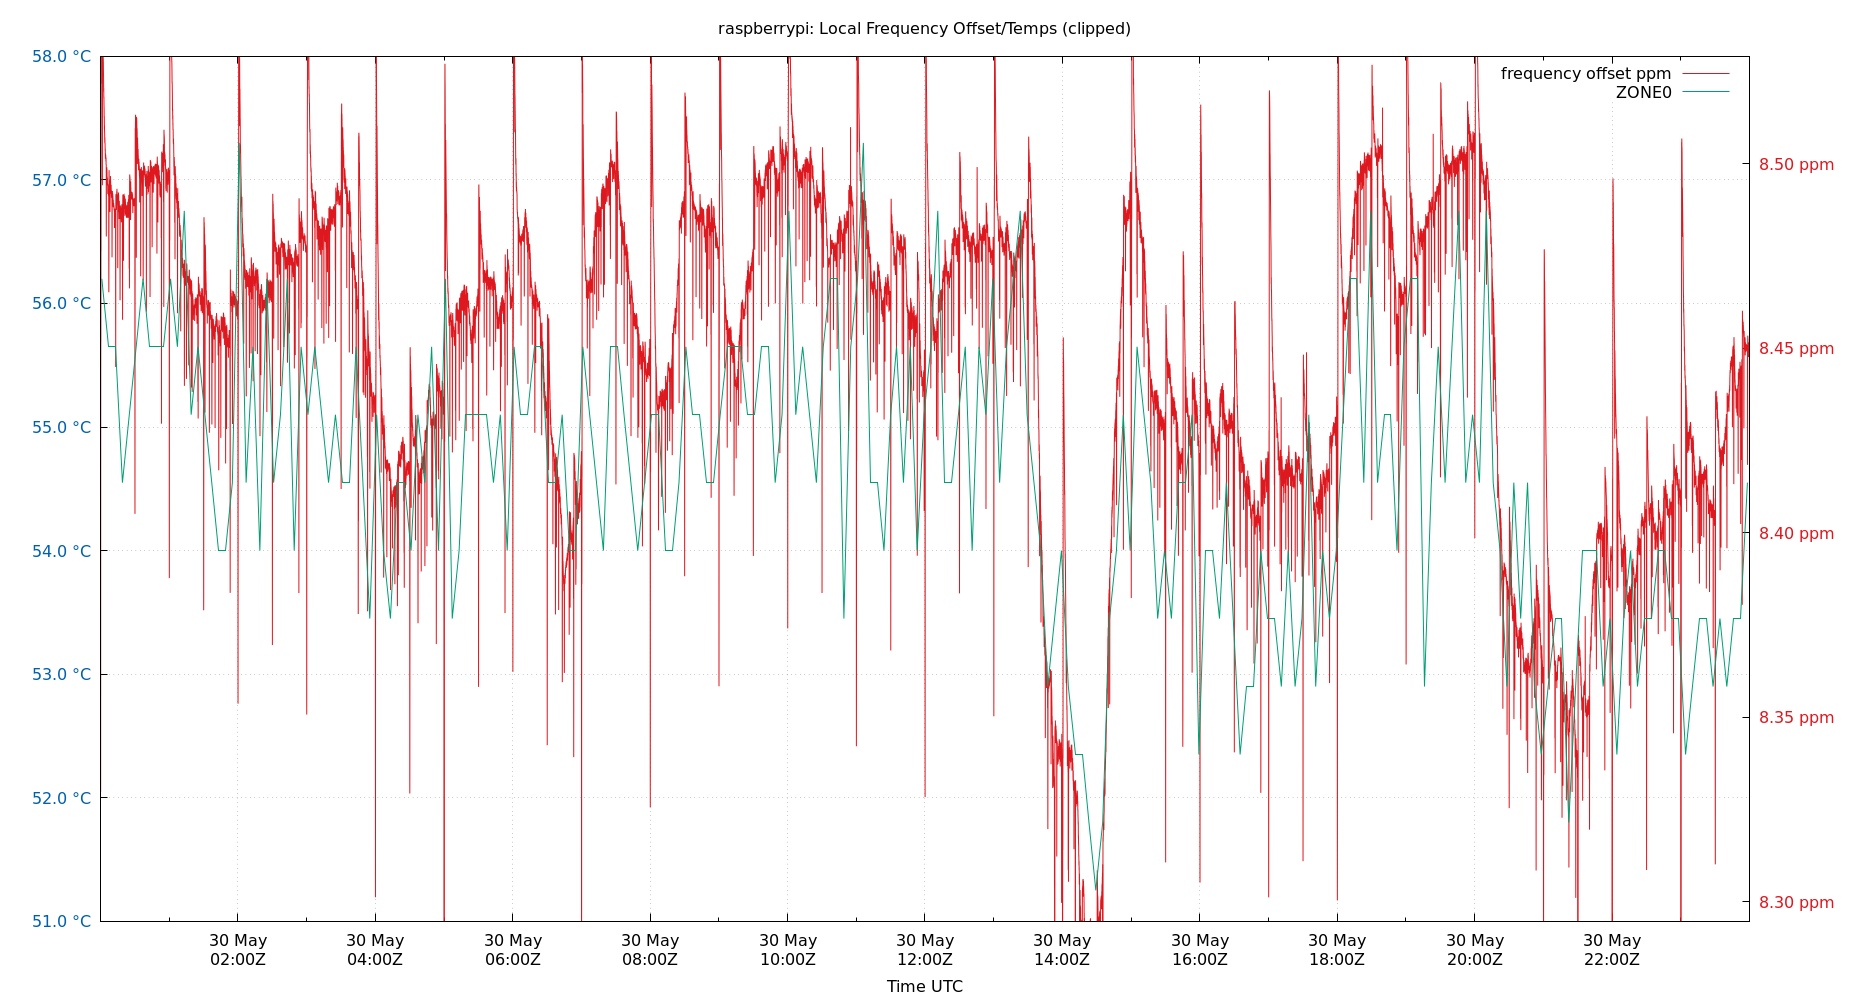 raspberrypi: Local Frequency Offset/Temps (clipped)
58.0 °C
57.0 °C
56.0 °C
55.0 °C
54.0 °C
53.0 °C
52.0 °C
51.0 °C
frequency offset ppm
ZONE0
8.50 ppm
8.45 ppm
8.40 ppm
8.35 ppm
8.30 ppm
30 May
02:00Z
30 May
04:00Z
30 May
06:00Z
30 May
08:00Z
30 May
10:00Z
30 May
12:00Z
30 May
14:00Z
30 May
16:00Z
30 May
18:00Z
30 May
20:00Z
30 May
22:00Z
Time UTC